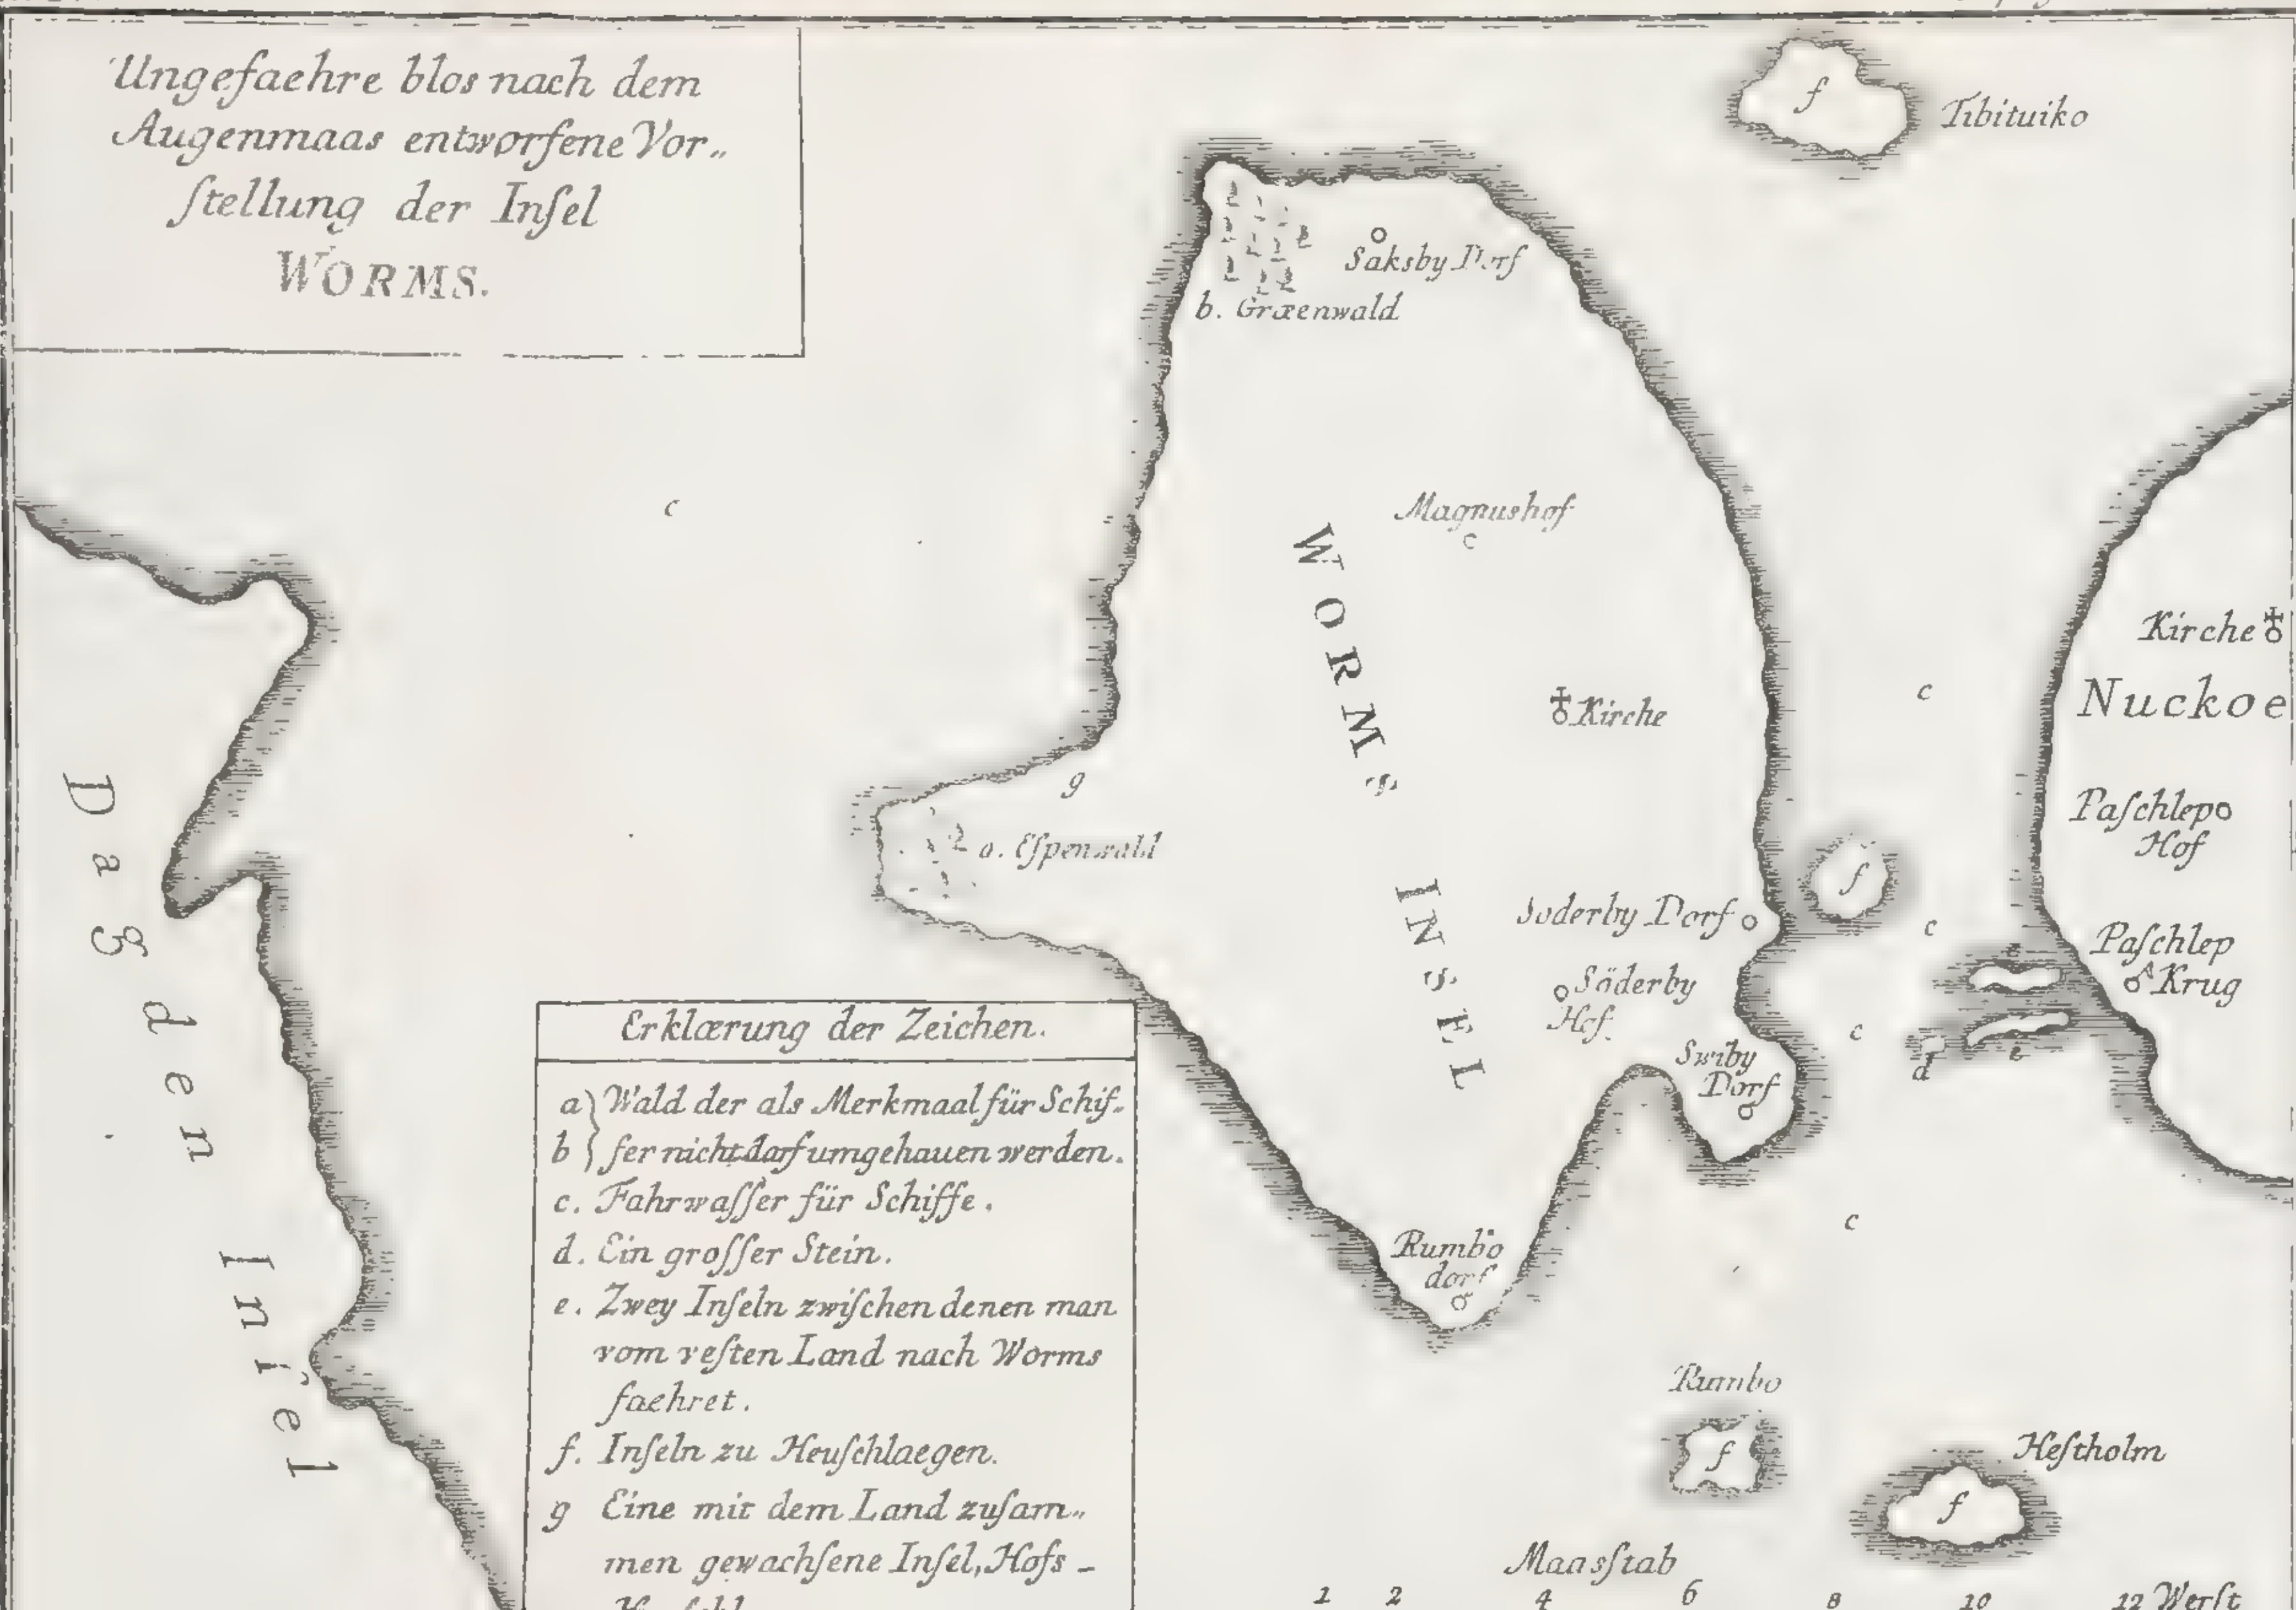 Ungefaehre blos nach dem
Augenmaas entworfene Vor„
ſtellung der Inſel
WORMS.
f
Tibituiko
Saksby Dorf
b. Græenwald
c
Magnushof
WORMS INSEL
Kirche
Kirche
c
Nuckoe
g
a. Eſpenwald
Paſchlep
Hof
f
Soderby Dorf
c
Paſchlep
Krug
Söderby
Hof.
c
d
e
Swiby
Dorf
Dagden Inſel
c
Rumbo
dorf
Rumbo
f
Heſtholm
f
Erklærung der Zeichen.
a
b
Wald der als Merkmaal für Schif„
fer nicht darf umgehauen werden.
c. Fahrwaſſer für Schiffe.
d. Ein groſſer Stein.
e. Zwey Inſeln zwiſchen denen man
vom veſten Land nach Worms
faehret.
f. Inſeln zu Heuſchlaegen.
g Eine mit dem Land zuſam„
men gewachſene Inſel, Hofs -
Maasſtab
1 2 4 6 8 10 12 Werſt